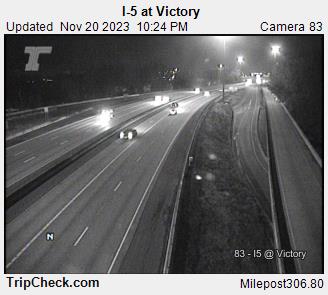 I-5 at Victory
Updated Nov 20 2023 10:24 PM Camera 83
T
N
83 - I5 @ Victory
TripCheck.com Milepost306.80